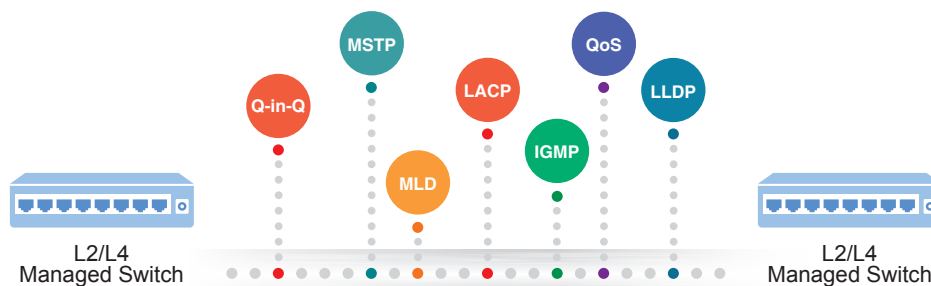 Q-in-Q
MSTP
MLD
LACP
IGMP
QoS
LLDP
L2/L4
Managed Switch
L2/L4
Managed Switch